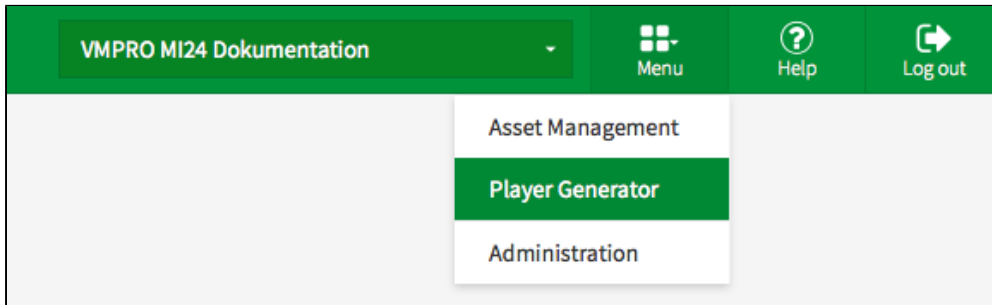 VMPRO MI24 Dokumentation
Menu
Help
Log out
Asset Management
Player Generator
Administration